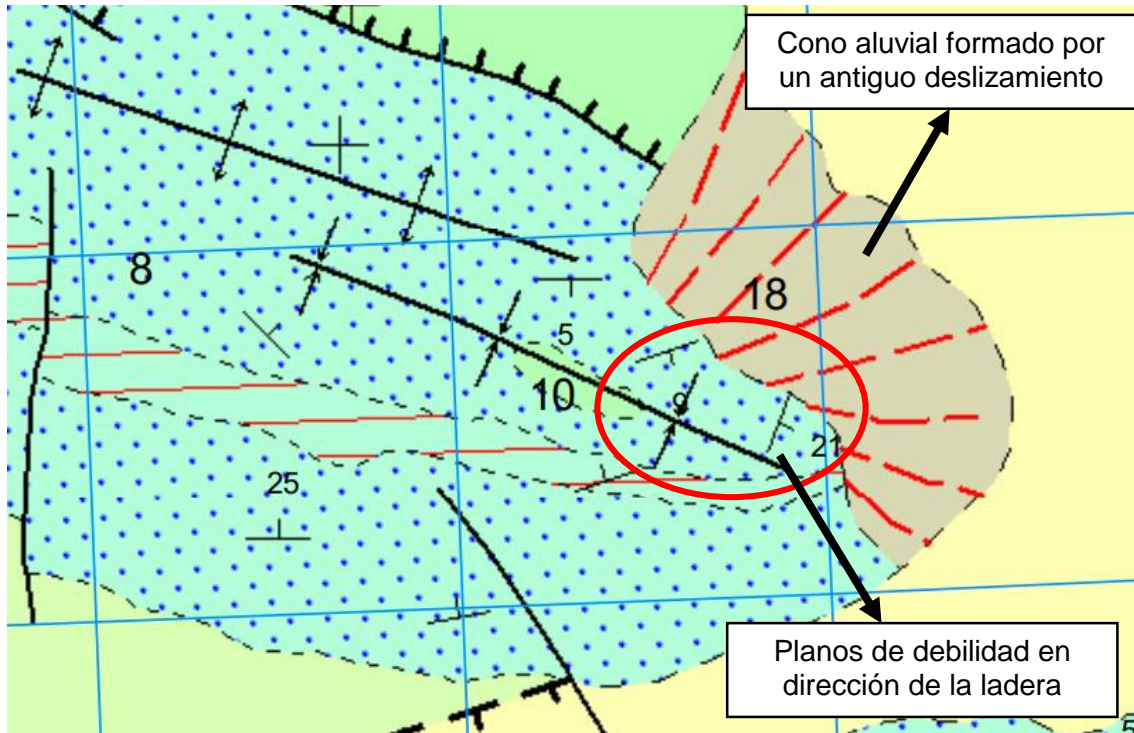 Cono aluvial formado por
un antiguo deslizamiento
8
18
5
10
9
21
25
Planos de debilidad en
dirección de la ladera
5